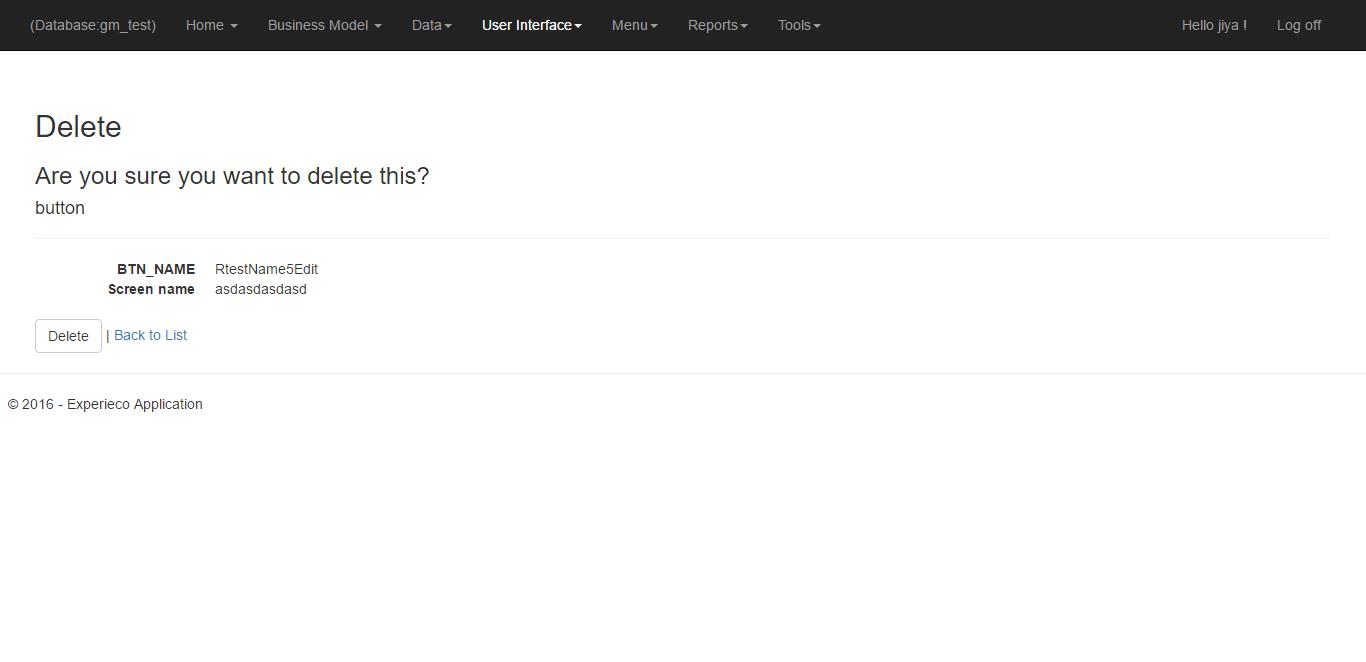 (Database:gm_test) Home Business Model Data User Interface Menu Reports Tools Hello jiya ! Log off
Delete
Are you sure you want to delete this?
button
BTN_NAME RtestName5Edit
Screen name asdasdasdasd
Delete | Back to List
© 2016 - Experieco Application